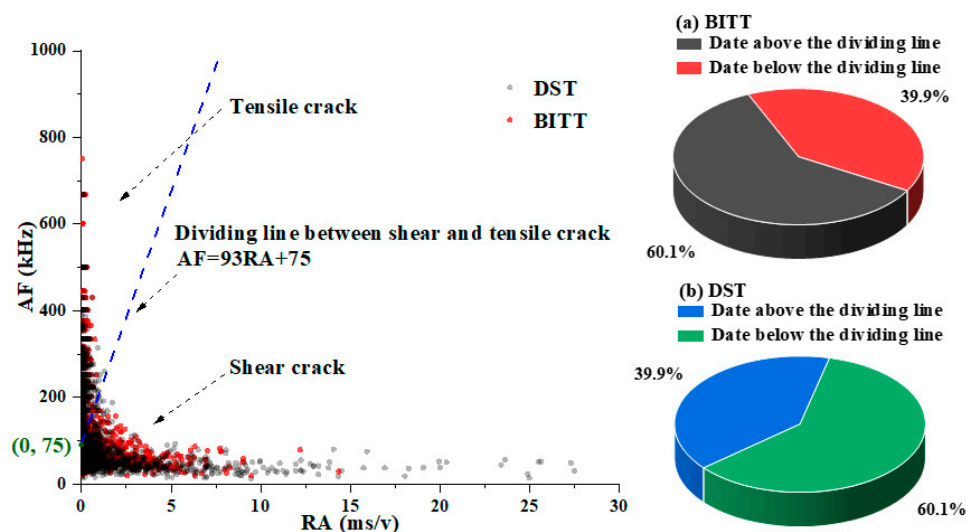 1000
800
600
400
200
0
(0, 75)
AF (kHz)
0
5
10
15
20
25
30
RA (ms/v)
Tensile crack
DST
BITT
Dividing line between shear and tensile crack
AF=93RA+75
Shear crack
(a) BITT
Date above the dividing line
Date below the dividing line
39.9%
60.1%
(b) DST
Date above the dividing line
Date below the dividing line
39.9%
60.1%